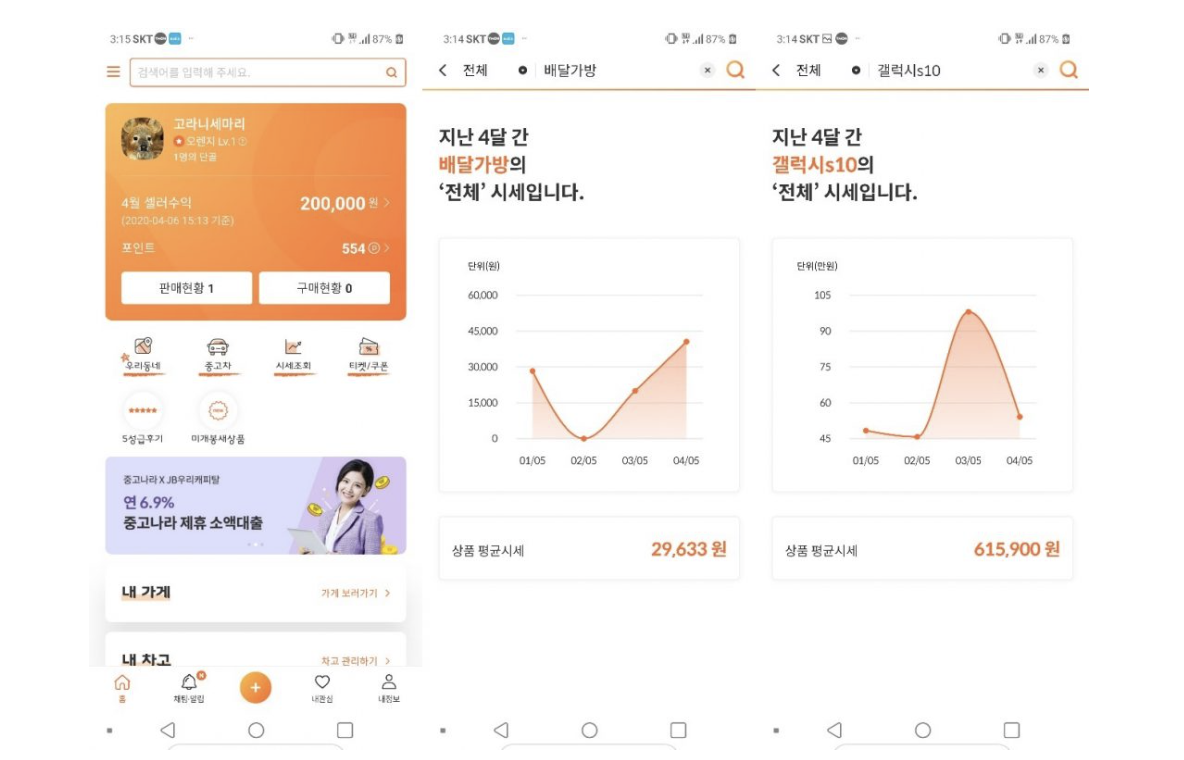 3:15 SKT
87%
검색어를 입력해 주세요.
고라니세마리
오렌지 Lv.1
1명의 단골
4월 셀러수익
200,000 원
(2020-04-06 15:13 기준)
포인트
554
판매현황 1
구매현황 0
우리동네
중고차
시세조회
티켓/쿠폰
5성급후기
미개봉새상품
중고나라 X JB우리캐피탈
연 6.9%
중고나라 제휴 소액대출
내 가게
가게 보러가기 >
내 차고
차고 관리하기 >
홈
채팅·알림
내관심
내정보
3:14 SKT
87%
전체
배달가방
지난 4달 간
배달가방의
‘전체’ 시세입니다.
단위(원)
60,000
45,000
30,000
15,000
0
01/05 02/05 03/05 04/05
상품 평균시세
29,633 원
3:14 SKT
87%
전체
갤럭시s10
지난 4달 간
갤럭시s10의
‘전체’ 시세입니다.
단위(만원)
105
90
75
60
45
01/05 02/05 03/05 04/05
상품 평균시세
615,900 원